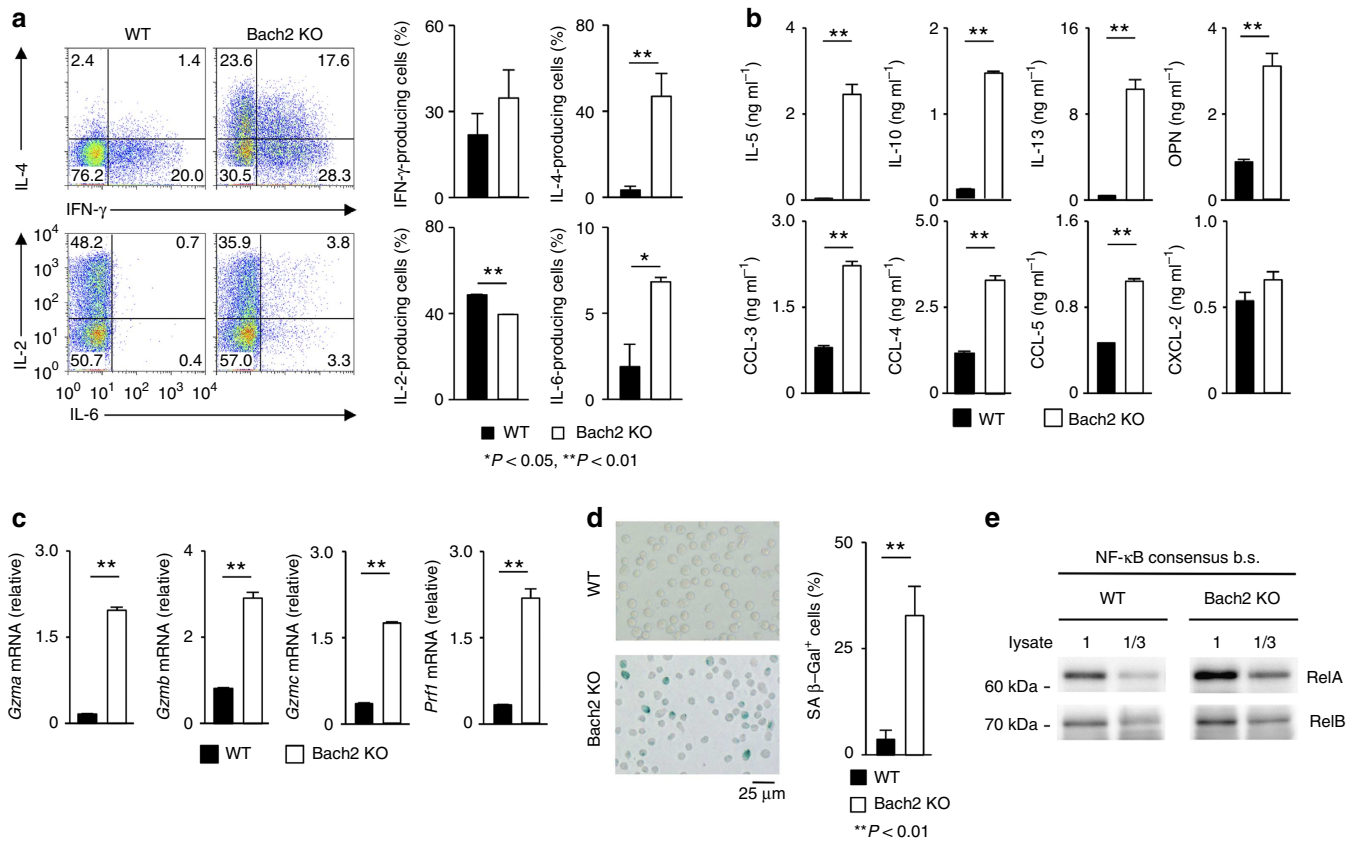 a
WT
Bach2 KO
2.4
1.4
23.6
17.6
76.2
20.0
30.5
28.3
IL-4
IFN-γ
10⁴
10³
10²
10¹
10⁰
48.2
0.7
35.9
3.8
50.7
0.4
57.0
3.3
IL-2
10⁰ 10¹ 10² 10³ 10⁴
IL-6
IFN-γ-producing cells (%)
60
30
0
IL-4-producing cells (%)
80
40
0
**
IL-2-producing cells (%)
80
40
0
**
IL-6-producing cells (%)
10
5
0
*
WT
Bach2 KO
*P < 0.05, **P < 0.01
b
IL-5 (ng ml⁻¹)
4
2
0
**
IL-10 (ng ml⁻¹)
2
1
0
**
IL-13 (ng ml⁻¹)
16
8
0
**
OPN (ng ml⁻¹)
4
2
0
**
CCL-3 (ng ml⁻¹)
3.0
1.5
0
**
CCL-4 (ng ml⁻¹)
5.0
2.5
0
**
CCL-5 (ng ml⁻¹)
1.6
0.8
0
**
CXCL-2 (ng ml⁻¹)
1.0
0.5
0
WT
Bach2 KO
c
Gzma mRNA (relative)
3.0
1.5
0
**
Gzmb mRNA (relative)
4
2
0
**
Gzmc mRNA (relative)
3.0
1.5
0
**
Prf1 mRNA (relative)
3.0
1.5
0
**
WT
Bach2 KO
d
WT
Bach2 KO
25 μm
SA β–Gal⁺ cells (%)
50
25
0
**
WT
Bach2 KO
**P < 0.01
e
NF-κB consensus b.s.
WT
Bach2 KO
lysate 1 1/3 1 1/3
60 kDa – RelA
70 kDa – RelB